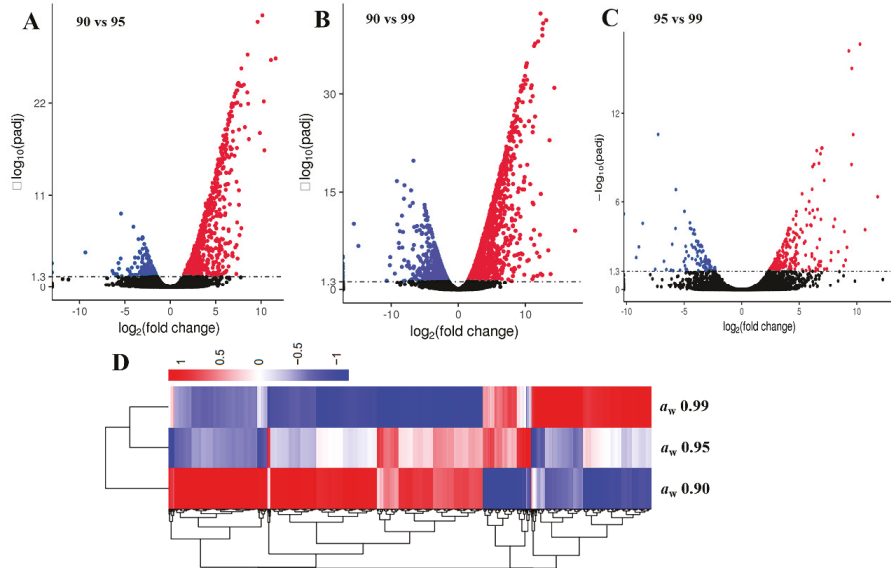 A
90 vs 95
□ log10(padj)
22
11
1.3
0
-10
-5
0
5
10
log2(fold change)
B
90 vs 99
□ log10(padj)
30
15
1.3
0
-10
0
10
log2(fold change)
C
95 vs 99
−log10(padj)
12
6
1.3
0
-10
-5
0
5
10
log2(fold change)
D
1
0.5
0
−0.5
−1
aw 0.99
aw 0.95
aw 0.90